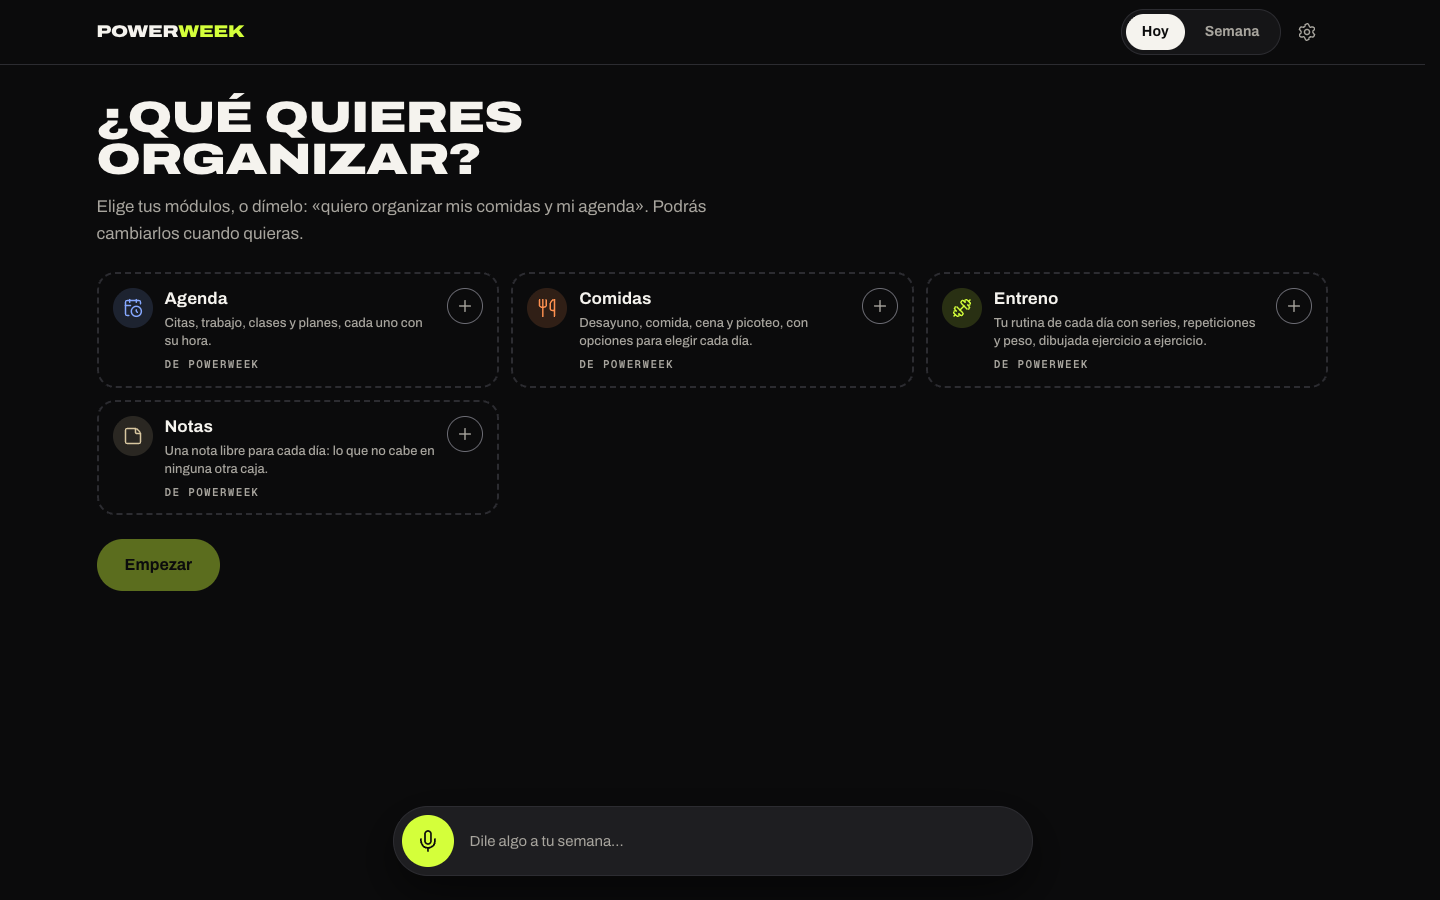 POWERWEEK
Hoy
Semana
¿QUÉ QUIERES
ORGANIZAR?
Elige tus módulos, o dímelo: «quiero organizar mis comidas y mi agenda». Podrás
cambiarlos cuando quieras.
Agenda
Citas, trabajo, clases y planes, cada uno con
su hora.
DE POWERWEEK
Comidas
Desayuno, comida, cena y picoteo, con
opciones para elegir cada día.
DE POWERWEEK
Entreno
Tu rutina de cada día con series, repeticiones
y peso, dibujada ejercicio a ejercicio.
DE POWERWEEK
Notas
Una nota libre para cada día: lo que no cabe en
ninguna otra caja.
DE POWERWEEK
Empezar
Dile algo a tu semana...